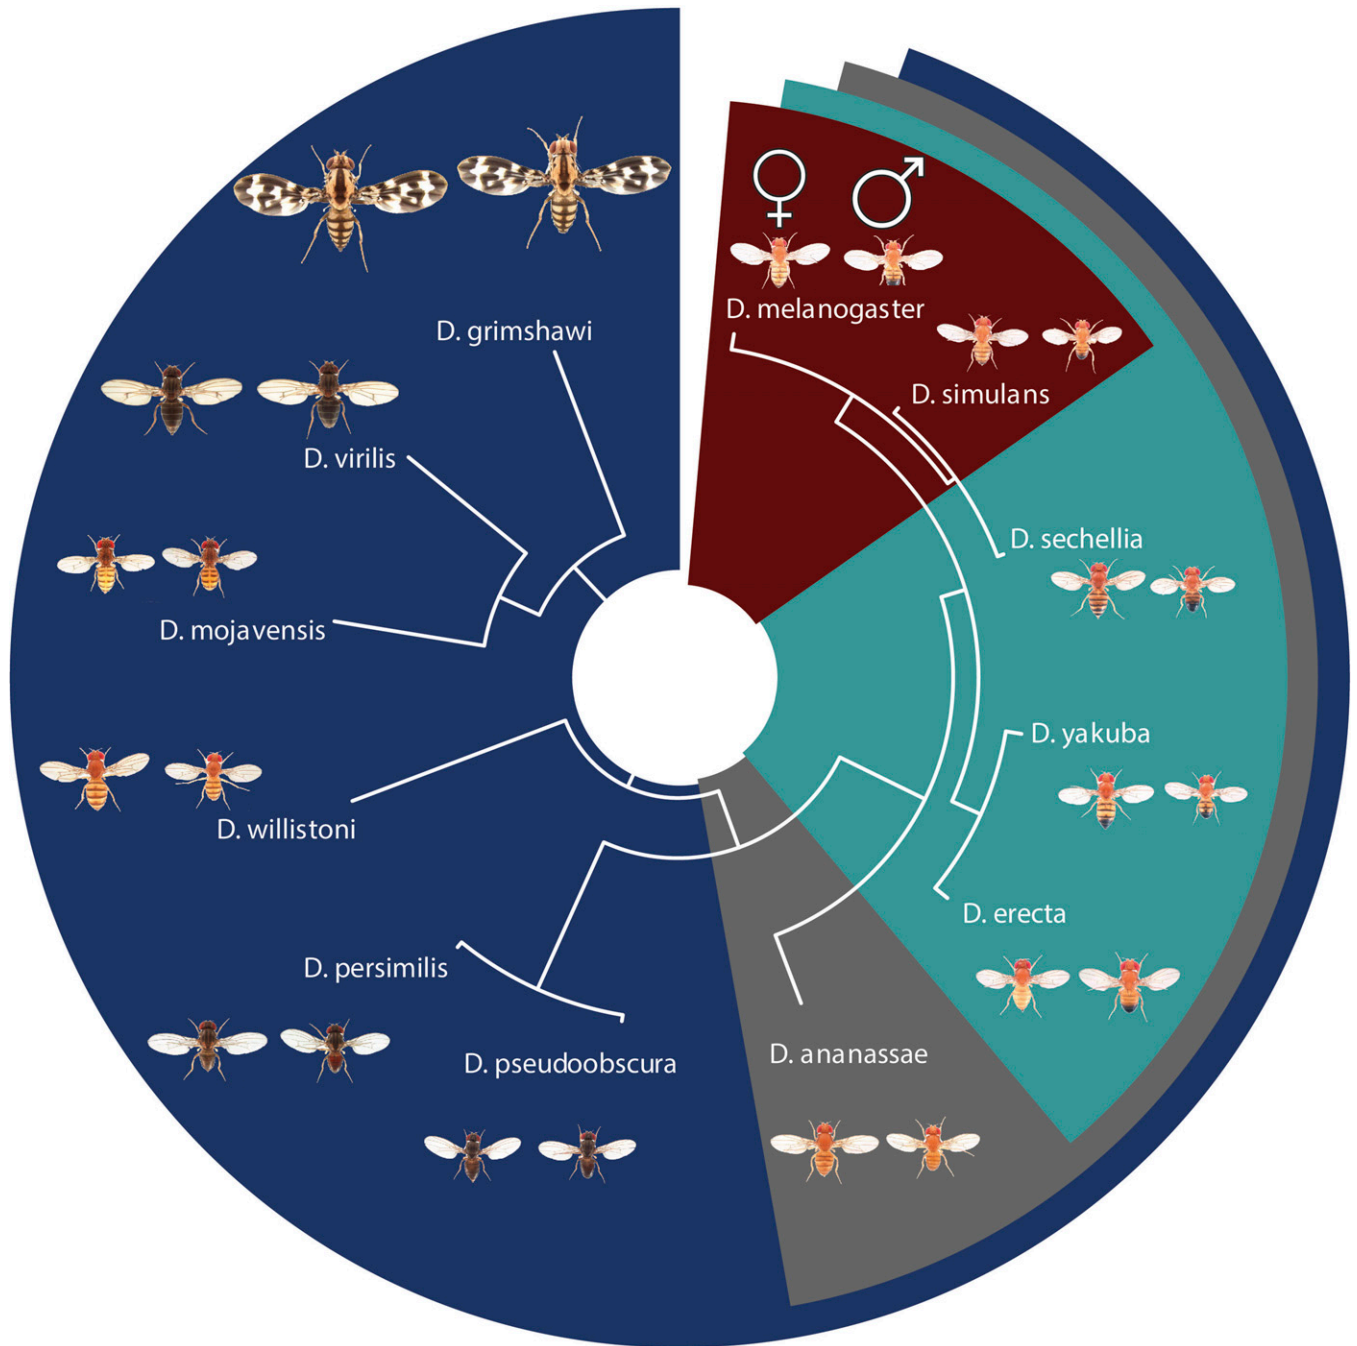 D. grimshawi
D. virilis
D. mojavensis
D. willistoni
D. persimilis
D. pseudoobscura
D. melanogaster
D. simulans
D. sechellia
D. yakuba
D. erecta
D. ananassae